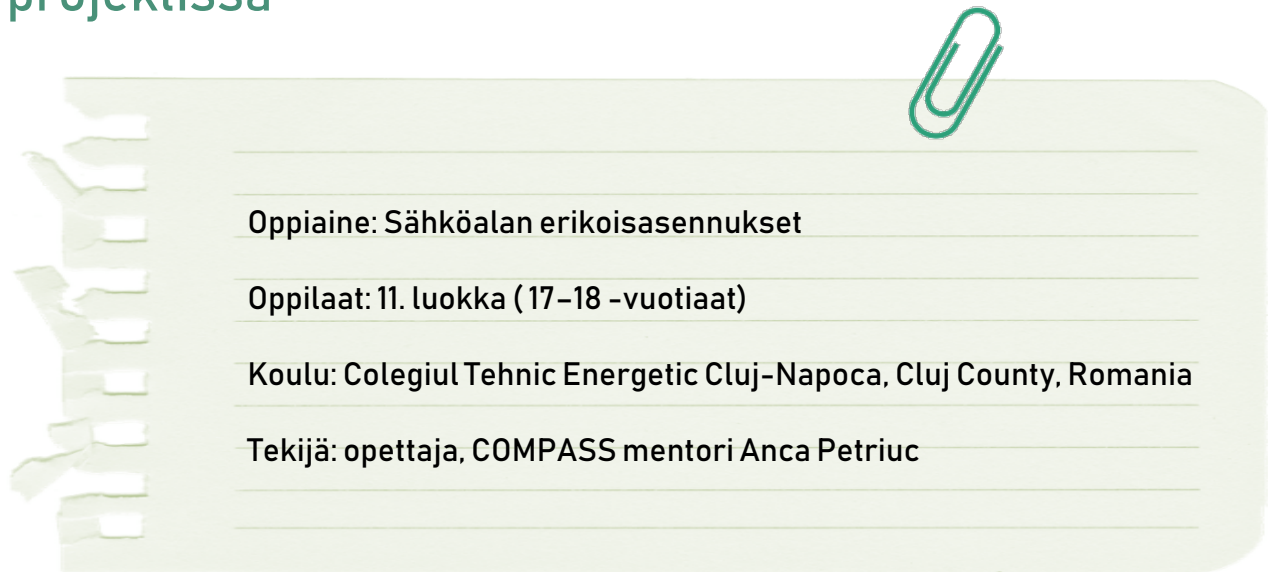 projektissa
Oppiaine: Sähköalan erikoisasennukset
Oppilaat: 11. luokka ( 17–18 -vuotiaat)
Koulu: Colegiul Tehnic Energetic Cluj-Napoca, Cluj County, Romania
Tekijä: opettaja, COMPASS mentori Anca Petriuc